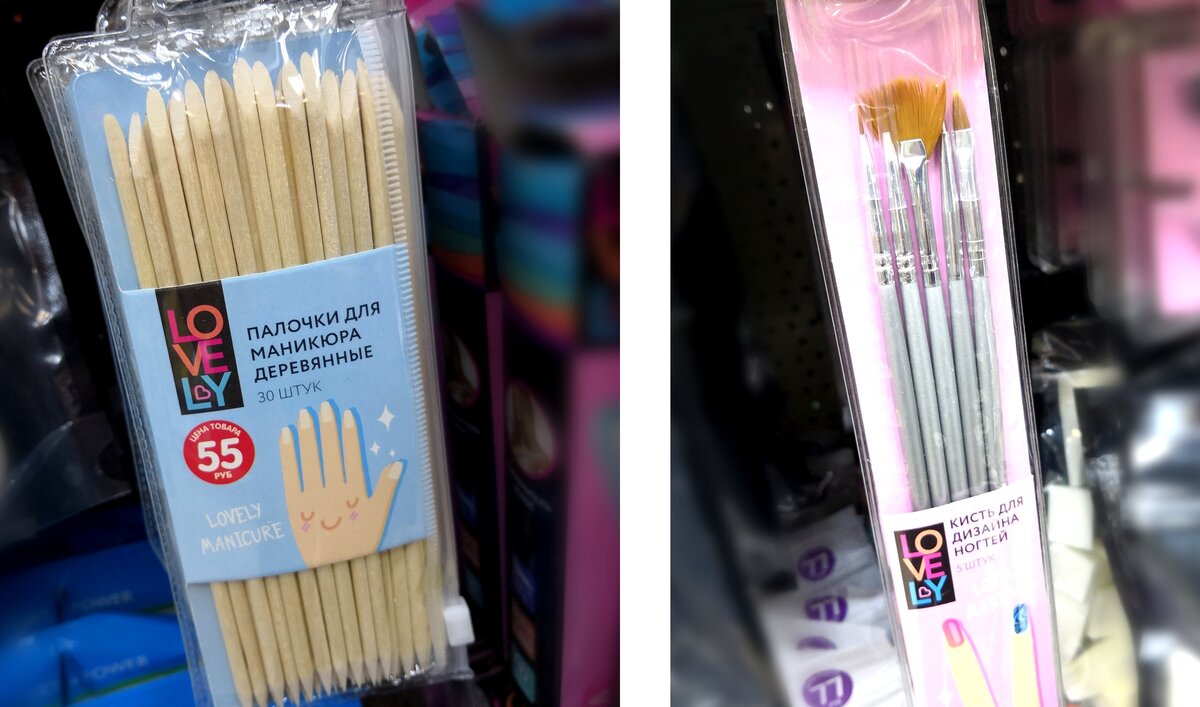 LO
VE
LY
ПАЛОЧКИ ДЛЯ
МАНИКЮРА
ДЕРЕВЯННЫЕ
30 ШТУК
ЦЕНА ТОВАРА
55
РУБ
LOVELY
MANICURE
LO
VE
LY
КИСТЬ ДЛЯ
ДИЗАЙНА
НОГТЕЙ
5 ШТУК
77
77
77